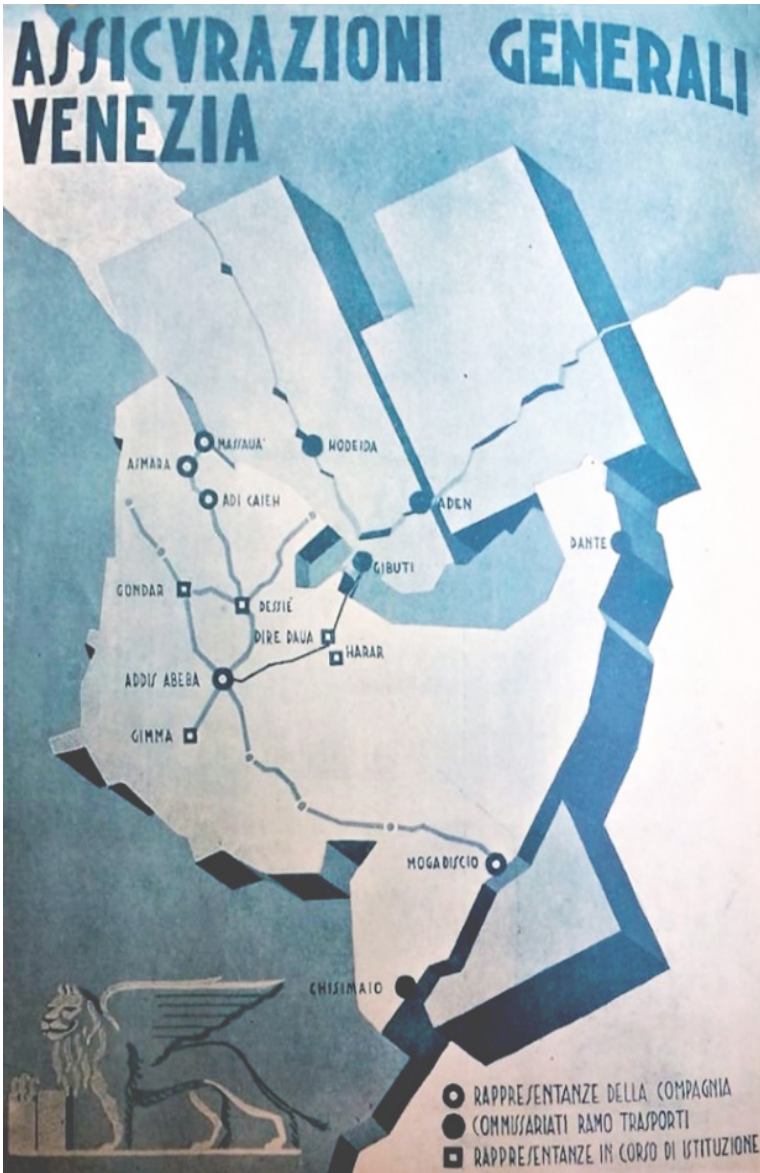 ASSICVRAZIONI GENERALI
VENEZIA
MASSAUA'
HODEIDA
ASMARA
ADI CAIEH
ADEN
DANTE
GIBUTI
GONDAR
DESSIÉ
DIRE DAUA
HARAR
ADDIS ABEBA
GIMMA
MOGADISCIO
CHISIMAIO
RAPPRESENTANZE DELLA COMPAGNIA
COMMISSARIATI RAMO TRASPORTI
RAPPRESENTANZE IN CORSO DI ISTITUZIONE